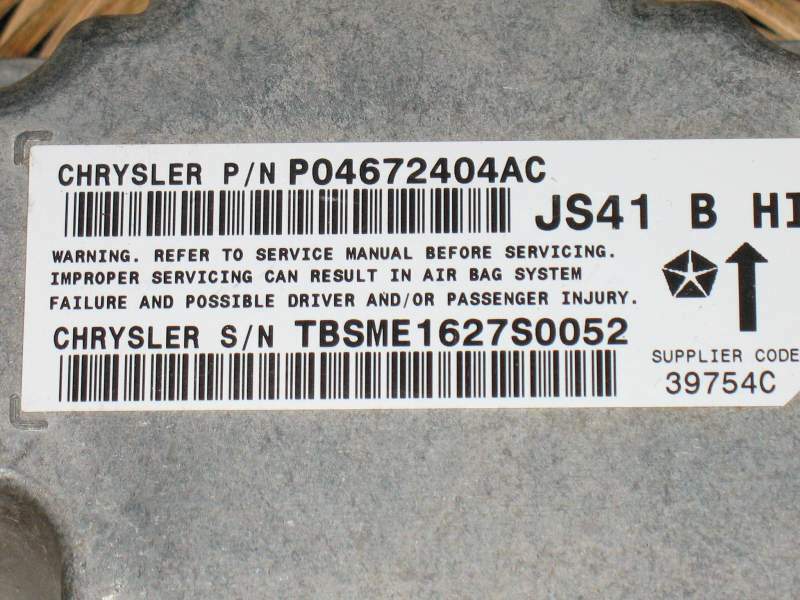 CHRYSLER P/N P04672404AC
JS41 B HI
WARNING. REFER TO SERVICE MANUAL BEFORE SERVICING.
IMPROPER SERVICING CAN RESULT IN AIR BAG SYSTEM
FAILURE AND POSSIBLE DRIVER AND/OR PASSENGER INJURY.
CHRYSLER S/N TBSME1627S0052
SUPPLIER CODE
39754C